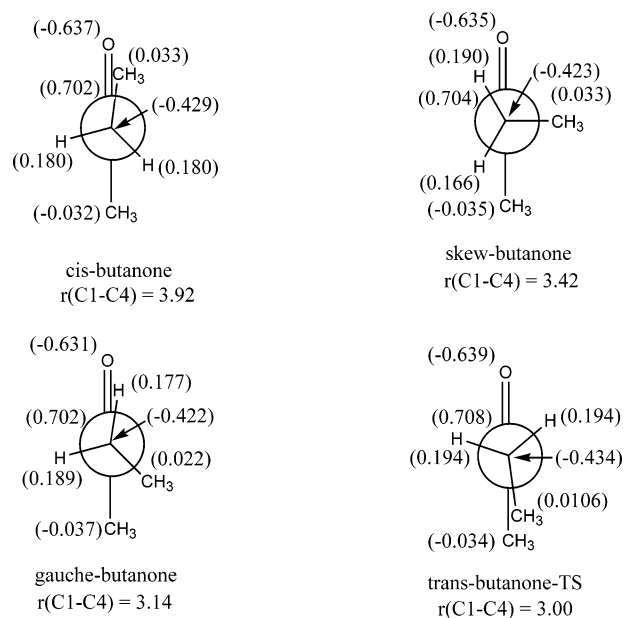 (-0.637)
O
(0.033)
CH3
(0.702)
(-0.429)
H
(0.180)
H (0.180)
(-0.032) CH3
cis-butanone
r(C1-C4) = 3.92
(-0.635)
O
(0.190)
H
(-0.423)
(0.704)
(0.033)
CH3
H
(0.166)
(-0.035) CH3
skew-butanone
r(C1-C4) = 3.42
(-0.631)
O
H (0.177)
(0.702)
(-0.422)
H
(0.022)
(0.189)
CH3
(-0.037) CH3
gauche-butanone
r(C1-C4) = 3.14
(-0.639)
O
(0.708)
H (0.194)
H
(0.194)
(-0.434)
(0.0106)
CH3
(-0.034) CH3
trans-butanone-TS
r(C1-C4) = 3.00